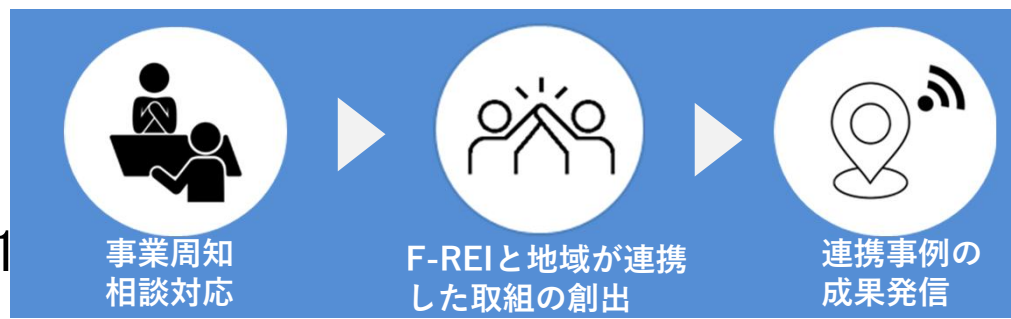 1
事業周知
相談対応
F-REIと地域が連携
した取組の創出
連携事例の
成果発信